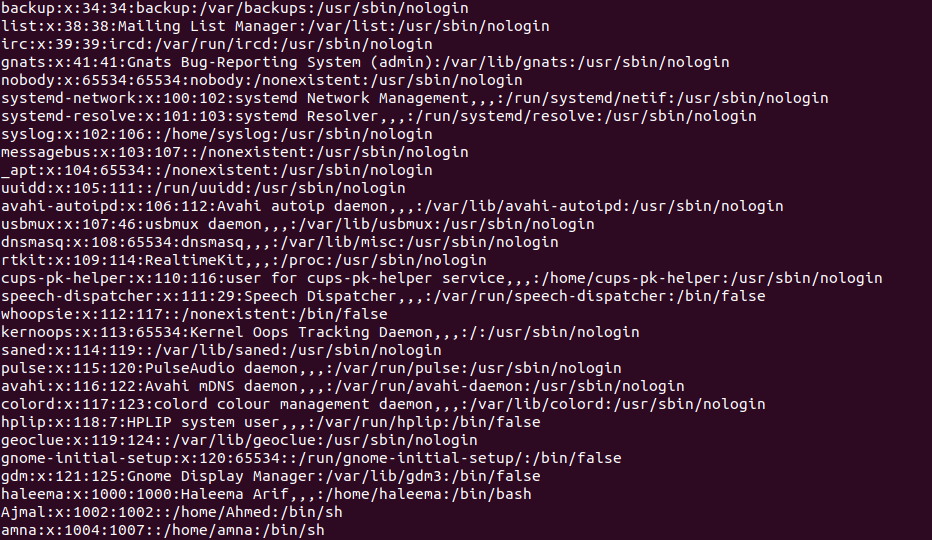 backup:x:34:34:backup:/var/backups:/usr/sbin/nologin
list:x:38:38:Mailing List Manager:/var/list:/usr/sbin/nologin
irc:x:39:39:ircd:/var/run/ircd:/usr/sbin/nologin
gnats:x:41:41:Gnats Bug-Reporting System (admin):/var/lib/gnats:/usr/sbin/nologin
nobody:x:65534:65534:nobody:/nonexistent:/usr/sbin/nologin
systemd-network:x:100:102:systemd Network Management,,,:/run/systemd/netif:/usr/sbin/nologin
systemd-resolve:x:101:103:systemd Resolver,,,:/run/systemd/resolve:/usr/sbin/nologin
syslog:x:102:106::/home/syslog:/usr/sbin/nologin
messagebus:x:103:107::/nonexistent:/usr/sbin/nologin
_apt:x:104:65534::/nonexistent:/usr/sbin/nologin
uuidd:x:105:111::/run/uuidd:/usr/sbin/nologin
avahi-autoipd:x:106:112:Avahi autoip daemon,,,:/var/lib/avahi-autoipd:/usr/sbin/nologin
usbmux:x:107:46:usbmux daemon,,,:/var/lib/usbmux:/usr/sbin/nologin
dnsmasq:x:108:65534:dnsmasq,,,:/var/lib/misc:/usr/sbin/nologin
rtkit:x:109:114:RealtimeKit,,,:/proc:/usr/sbin/nologin
cups-pk-helper:x:110:116:user for cups-pk-helper service,,,:/home/cups-pk-helper:/usr/sbin/nologin
speech-dispatcher:x:111:29:Speech Dispatcher,,,:/var/run/speech-dispatcher:/bin/false
whoopsie:x:112:117::/nonexistent:/bin/false
kernoops:x:113:65534:Kernel Oops Tracking Daemon,,,:/:/usr/sbin/nologin
saned:x:114:119::/var/lib/saned:/usr/sbin/nologin
pulse:x:115:120:PulseAudio daemon,,,:/var/run/pulse:/usr/sbin/nologin
avahi:x:116:122:Avahi mDNS daemon,,,:/var/run/avahi-daemon:/usr/sbin/nologin
colord:x:117:123:colord colour management daemon,,,:/var/lib/colord:/usr/sbin/nologin
hplip:x:118:7:HPLIP system user,,,:/var/run/hplip:/bin/false
geoclue:x:119:124::/var/lib/geoclue:/usr/sbin/nologin
gnome-initial-setup:x:120:65534::/run/gnome-initial-setup/:/bin/false
gdm:x:121:125:Gnome Display Manager:/var/lib/gdm3:/bin/false
haleema:x:1000:1000:Haleema Arif,,,:/home/haleema:/bin/bash
Ajmal:x:1002:1002::/home/Ahmed:/bin/sh
amna:x:1004:1007::/home/amna:/bin/sh